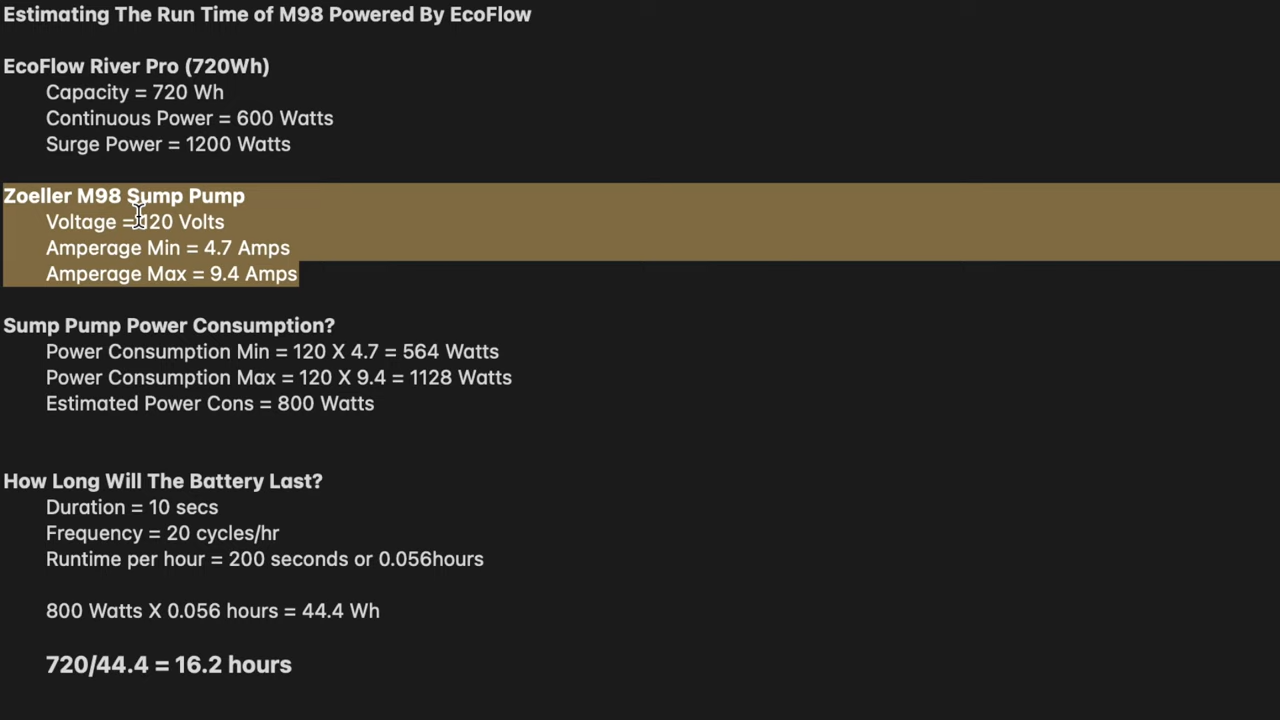 Estimating The Run Time of M98 Powered By EcoFlow
EcoFlow River Pro (720Wh)
Capacity = 720 Wh
Continuous Power = 600 Watts
Surge Power = 1200 Watts
Zoeller M98 Sump Pump
Voltage = 120 Volts
Amperage Min = 4.7 Amps
Amperage Max = 9.4 Amps
Sump Pump Power Consumption?
Power Consumption Min = 120 X 4.7 = 564 Watts
Power Consumption Max = 120 X 9.4 = 1128 Watts
Estimated Power Cons = 800 Watts
How Long Will The Battery Last?
Duration = 10 secs
Frequency = 20 cycles/hr
Runtime per hour = 200 seconds or 0.056hours
800 Watts X 0.056 hours = 44.4 Wh
720/44.4 = 16.2 hours